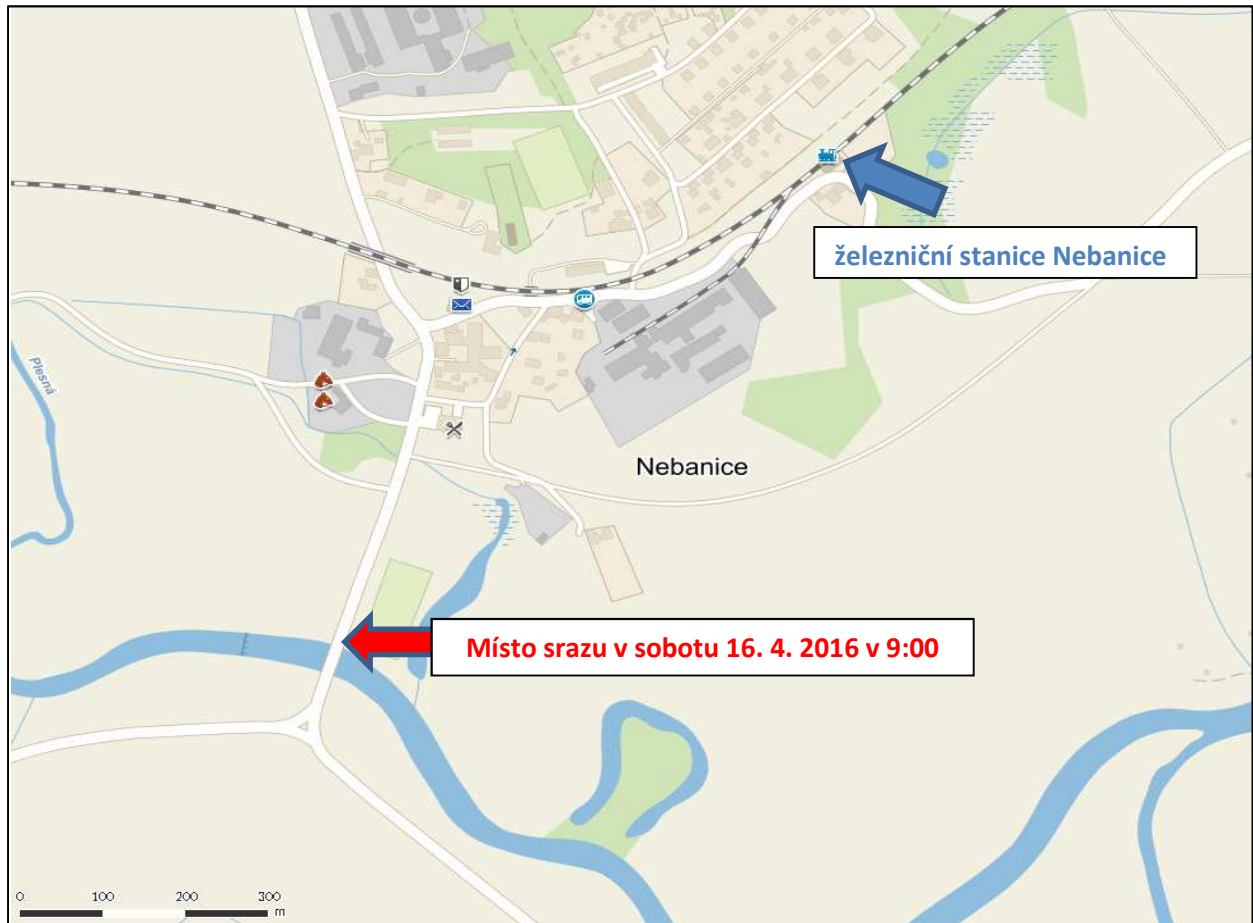 železniční stanice Nebanice
Plesná
Nebanice
Místo srazu v sobotu 16. 4. 2016 v 9:00
0 100 200 300
m